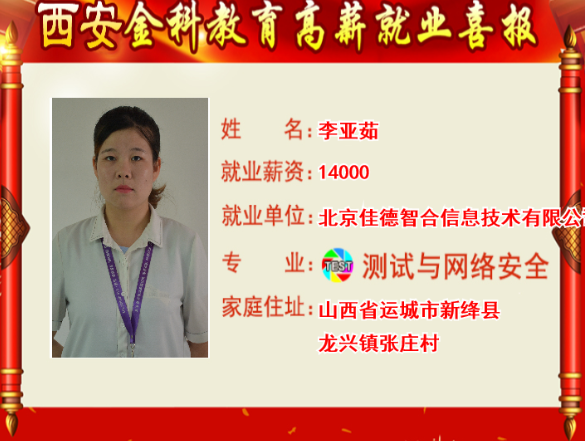 西安金科教育高薪就业喜报
姓 名：李亚茹
就业薪资：14000
就业单位：北京佳德智合信息技术有限公
专 业：TEST 测试与网络安全
家庭住址：山西省运城市新绛县
龙兴镇张庄村